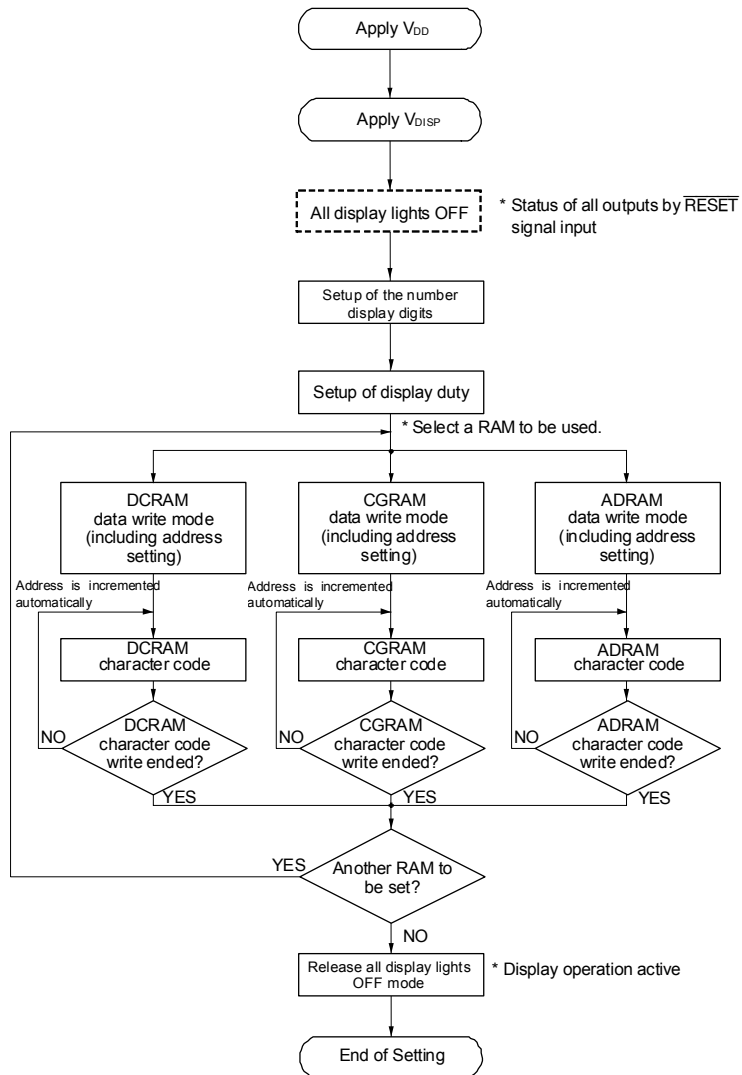 Apply VDD
Apply VDISP
All display lights OFF
* Status of all outputs by RESET
signal input
Setup of the number
display digits
Setup of display duty
* Select a RAM to be used.
DCRAM
data write mode
(including address
setting)
CGRAM
data write mode
(including address
setting)
ADRAM
data write mode
(including address
setting)
Address is incremented
automatically
Address is incremented
automatically
Address is incremented
automatically
DCRAM
character code
CGRAM
character code
ADRAM
character code
NO
DCRAM
character code
write ended?
NO
CGRAM
character code
write ended?
NO
ADRAM
character code
write ended?
YES
YES
YES
YES
Another RAM to
be set?
NO
Release all display lights
OFF mode
* Display operation active
End of Setting